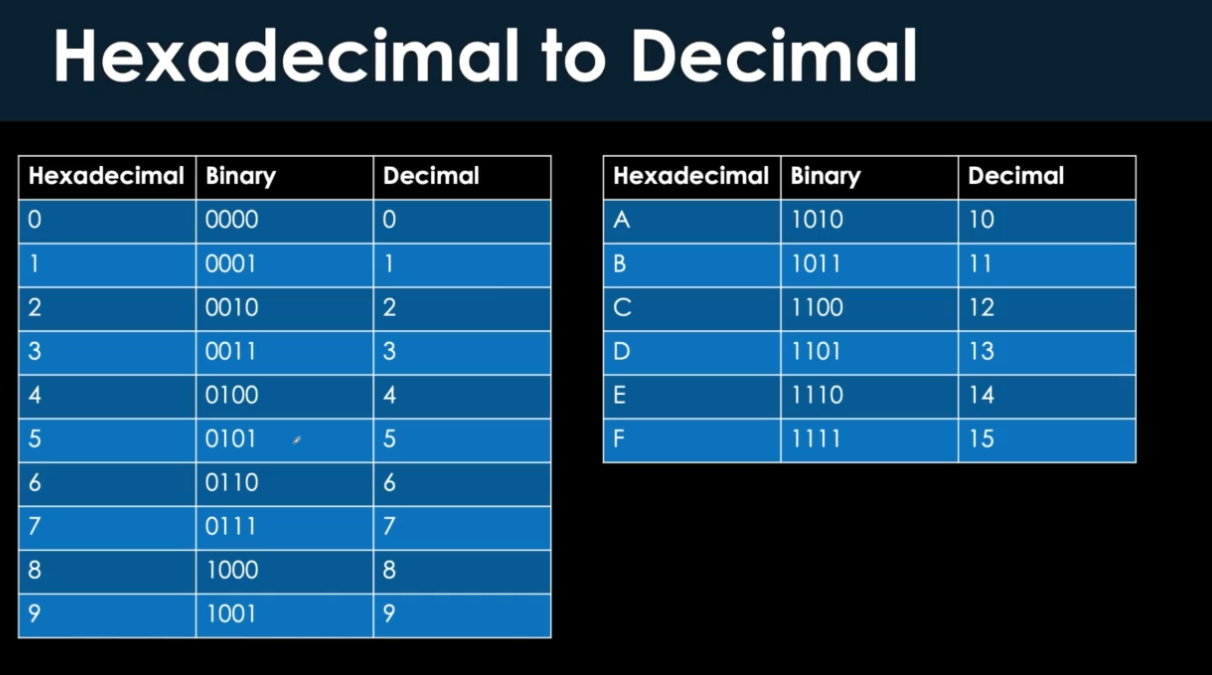 Hexadecimal to Decimal
Hexadecimal Binary Decimal
0 0000 0
1 0001 1
2 0010 2
3 0011 3
4 0100 4
5 0101 5
6 0110 6
7 0111 7
8 1000 8
9 1001 9
Hexadecimal Binary Decimal
A 1010 10
B 1011 11
C 1100 12
D 1101 13
E 1110 14
F 1111 15